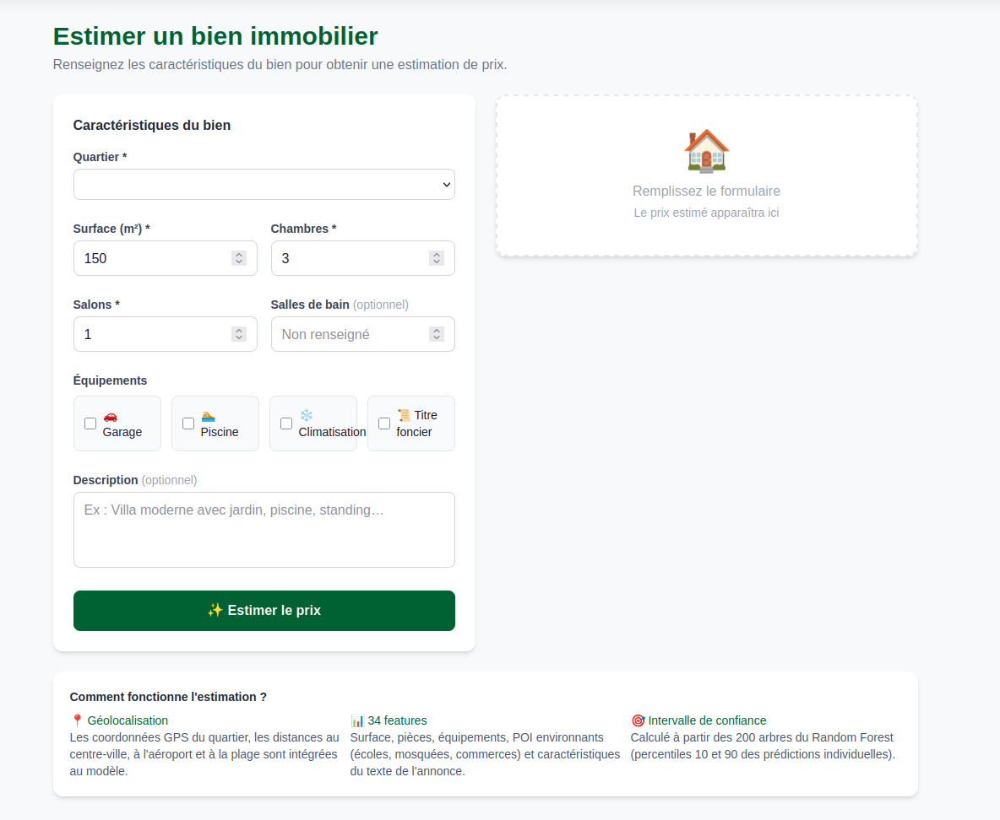 Estimer un bien immobilier
Renseignez les caractéristiques du bien pour obtenir une estimation de prix.
Caractéristiques du bien
Quartier *
Surface (m²) *
Chambres *
150
3
Salons *
Salles de bain (optionnel)
1
Non renseigné
Équipements
Garage
Piscine
Climatisation
Titre
foncier
Description (optionnel)
Ex : Villa moderne avec jardin, piscine, standing…
✨ Estimer le prix
Remplissez le formulaire
Le prix estimé apparaîtra ici
Comment fonctionne l'estimation ?
📍 Géolocalisation
Les coordonnées GPS du quartier, les distances au
centre-ville, à l'aéroport et à la plage sont intégrées
au modèle.
📊 34 features
Surface, pièces, équipements, POI environnants
(écoles, mosquées, commerces) et caractéristiques
du texte de l'annonce.
🎯 Intervalle de confiance
Calculé à partir des 200 arbres du Random Forest
(percentiles 10 et 90 des prédictions individuelles).